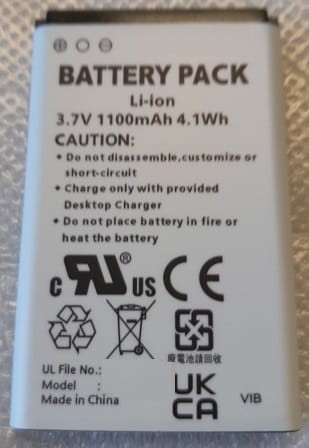 BATTERY PACK
Li-ion
3.7V 1100mAh 4.1Wh
CAUTION:
• Do not disassemble,customize or
short-circuit
• Charge only with provided
Desktop Charger
• Do not place battery in fire or
heat the battery
c RU ® US CE
廢電池請回收
UL File No.:
Model :
Made in China
UK
CA
VIB